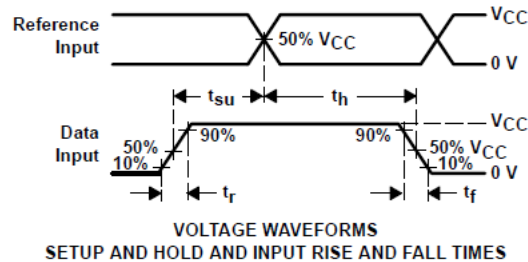 Reference
Input
VCC
50% VCC
0 V
tsu
th
Data
Input
VCC
90%
90%
50%
10%
50% VCC
10%
0 V
tr
tf
VOLTAGE WAVEFORMS
SETUP AND HOLD AND INPUT RISE AND FALL TIMES